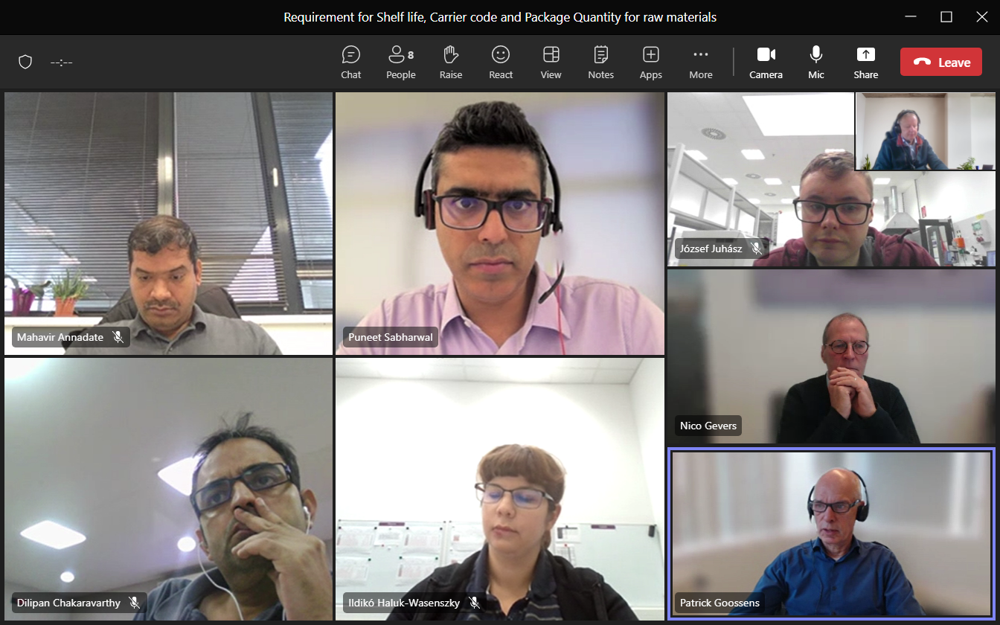 Requirement for Shelf life, Carrier code and Package Quantity for raw materials
--:--
Chat
People
8
Raise
React
View
Notes
Apps
More
Camera
Mic
Share
Leave
Mahavir Annadate
Puneet Sabharwal
József Juhász
Nico Gevers
Dilipan Chakaravarthy
Ildikó Haluk-Wasenszky
Patrick Goossens